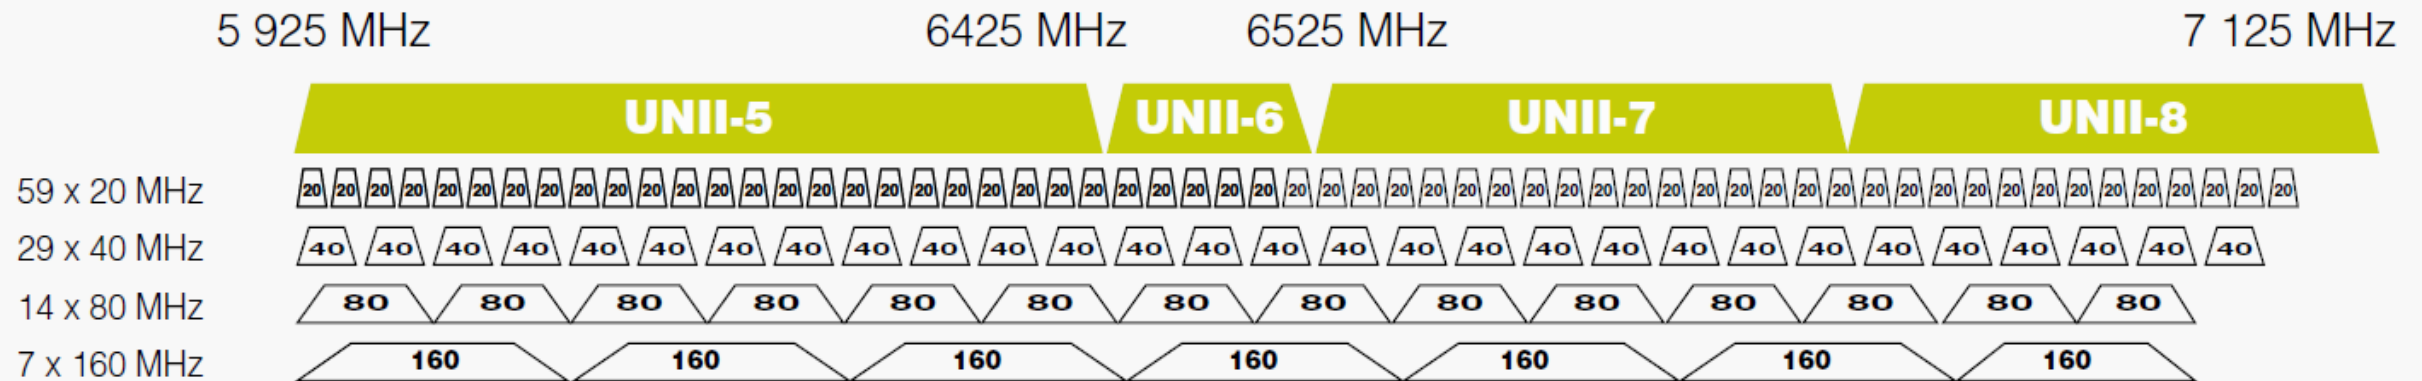 5 925 MHz 6425 MHz 6525 MHz 7 125 MHz
UNII-5 UNII-6 UNII-7 UNII-8
59 x 20 MHz 20 20 20 20 20 20 20 20 20 20 20 20 20 20 20 20 20 20 20 20 20 20 20 20 20 20 20 20 20 20 20 20 20 20 20 20 20 20 20 20 20 20 20 20 20 20 20 20 20 20 20 20 20 20 20 20 20 20 20
29 x 40 MHz 40 40 40 40 40 40 40 40 40 40 40 40 40 40 40 40 40 40 40 40 40 40 40 40 40 40 40 40 40
14 x 80 MHz 80 80 80 80 80 80 80 80 80 80 80 80 80 80
7 x 160 MHz 160 160 160 160 160 160 160